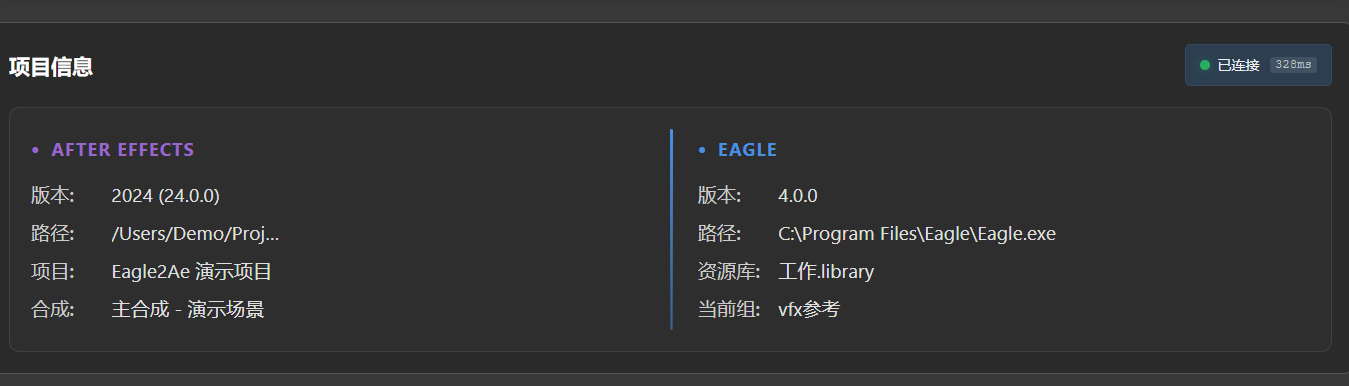 项目信息
已连接 328ms
• AFTER EFFECTS
版本: 2024 (24.0.0)
路径: /Users/Demo/Proj...
项目: Eagle2Ae 演示项目
合成: 主合成 - 演示场景
• EAGLE
版本: 4.0.0
路径: C:\Program Files\Eagle\Eagle.exe
资源库: 工作.library
当前组: vfx参考